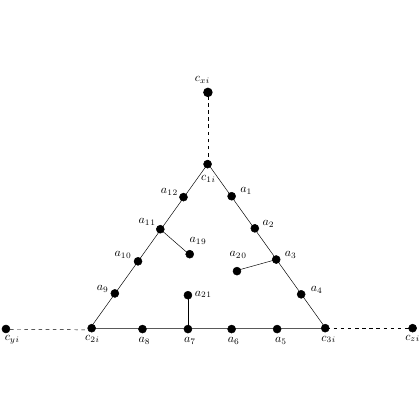 c_{xi}
a_{12}
a_1
c_{1i}
a_{11}
a_2
a_{19}
a_{10}
a_{20}
a_3
a_9
a_{21}
a_4
c_{yi}
c_{2i}
a_8
a_7
a_6
a_5
c_{3i}
c_{zi}